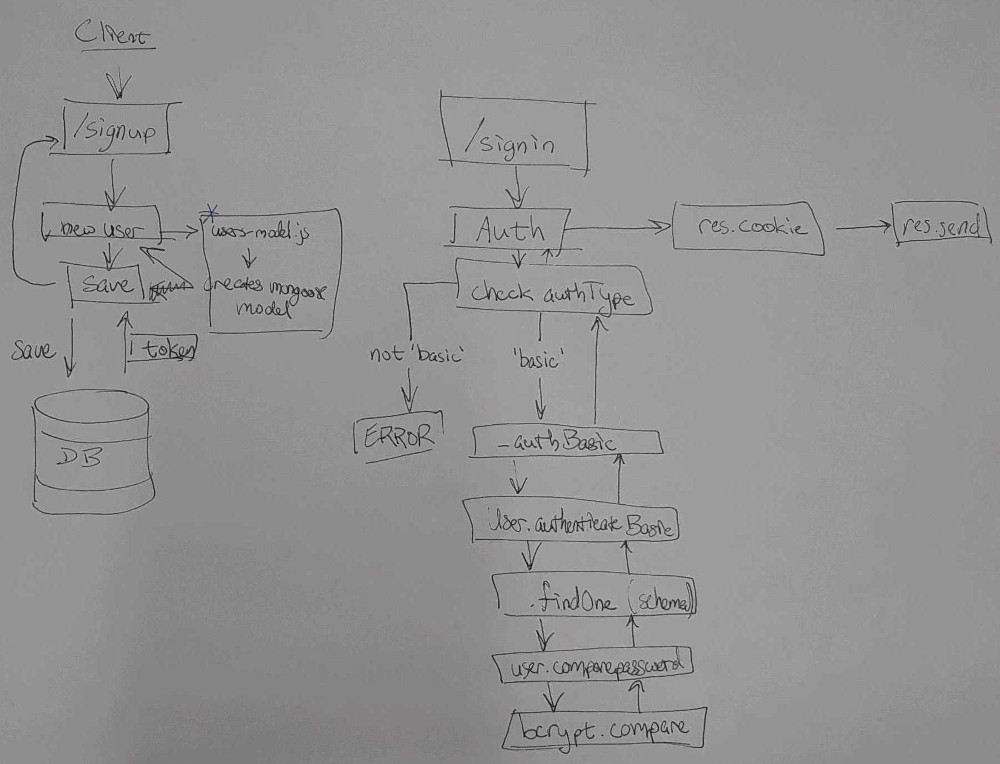 Client
/signup
new user
users-model.js
creates mongoose
model
save
save
token
DB
/signin
Auth
res.cookie
res.send
check authType
not 'basic'
'basic'
ERROR
_authBasic
User.authenticateBasic
.findOne (schema)
user.comparepassword
bcrypt.compare